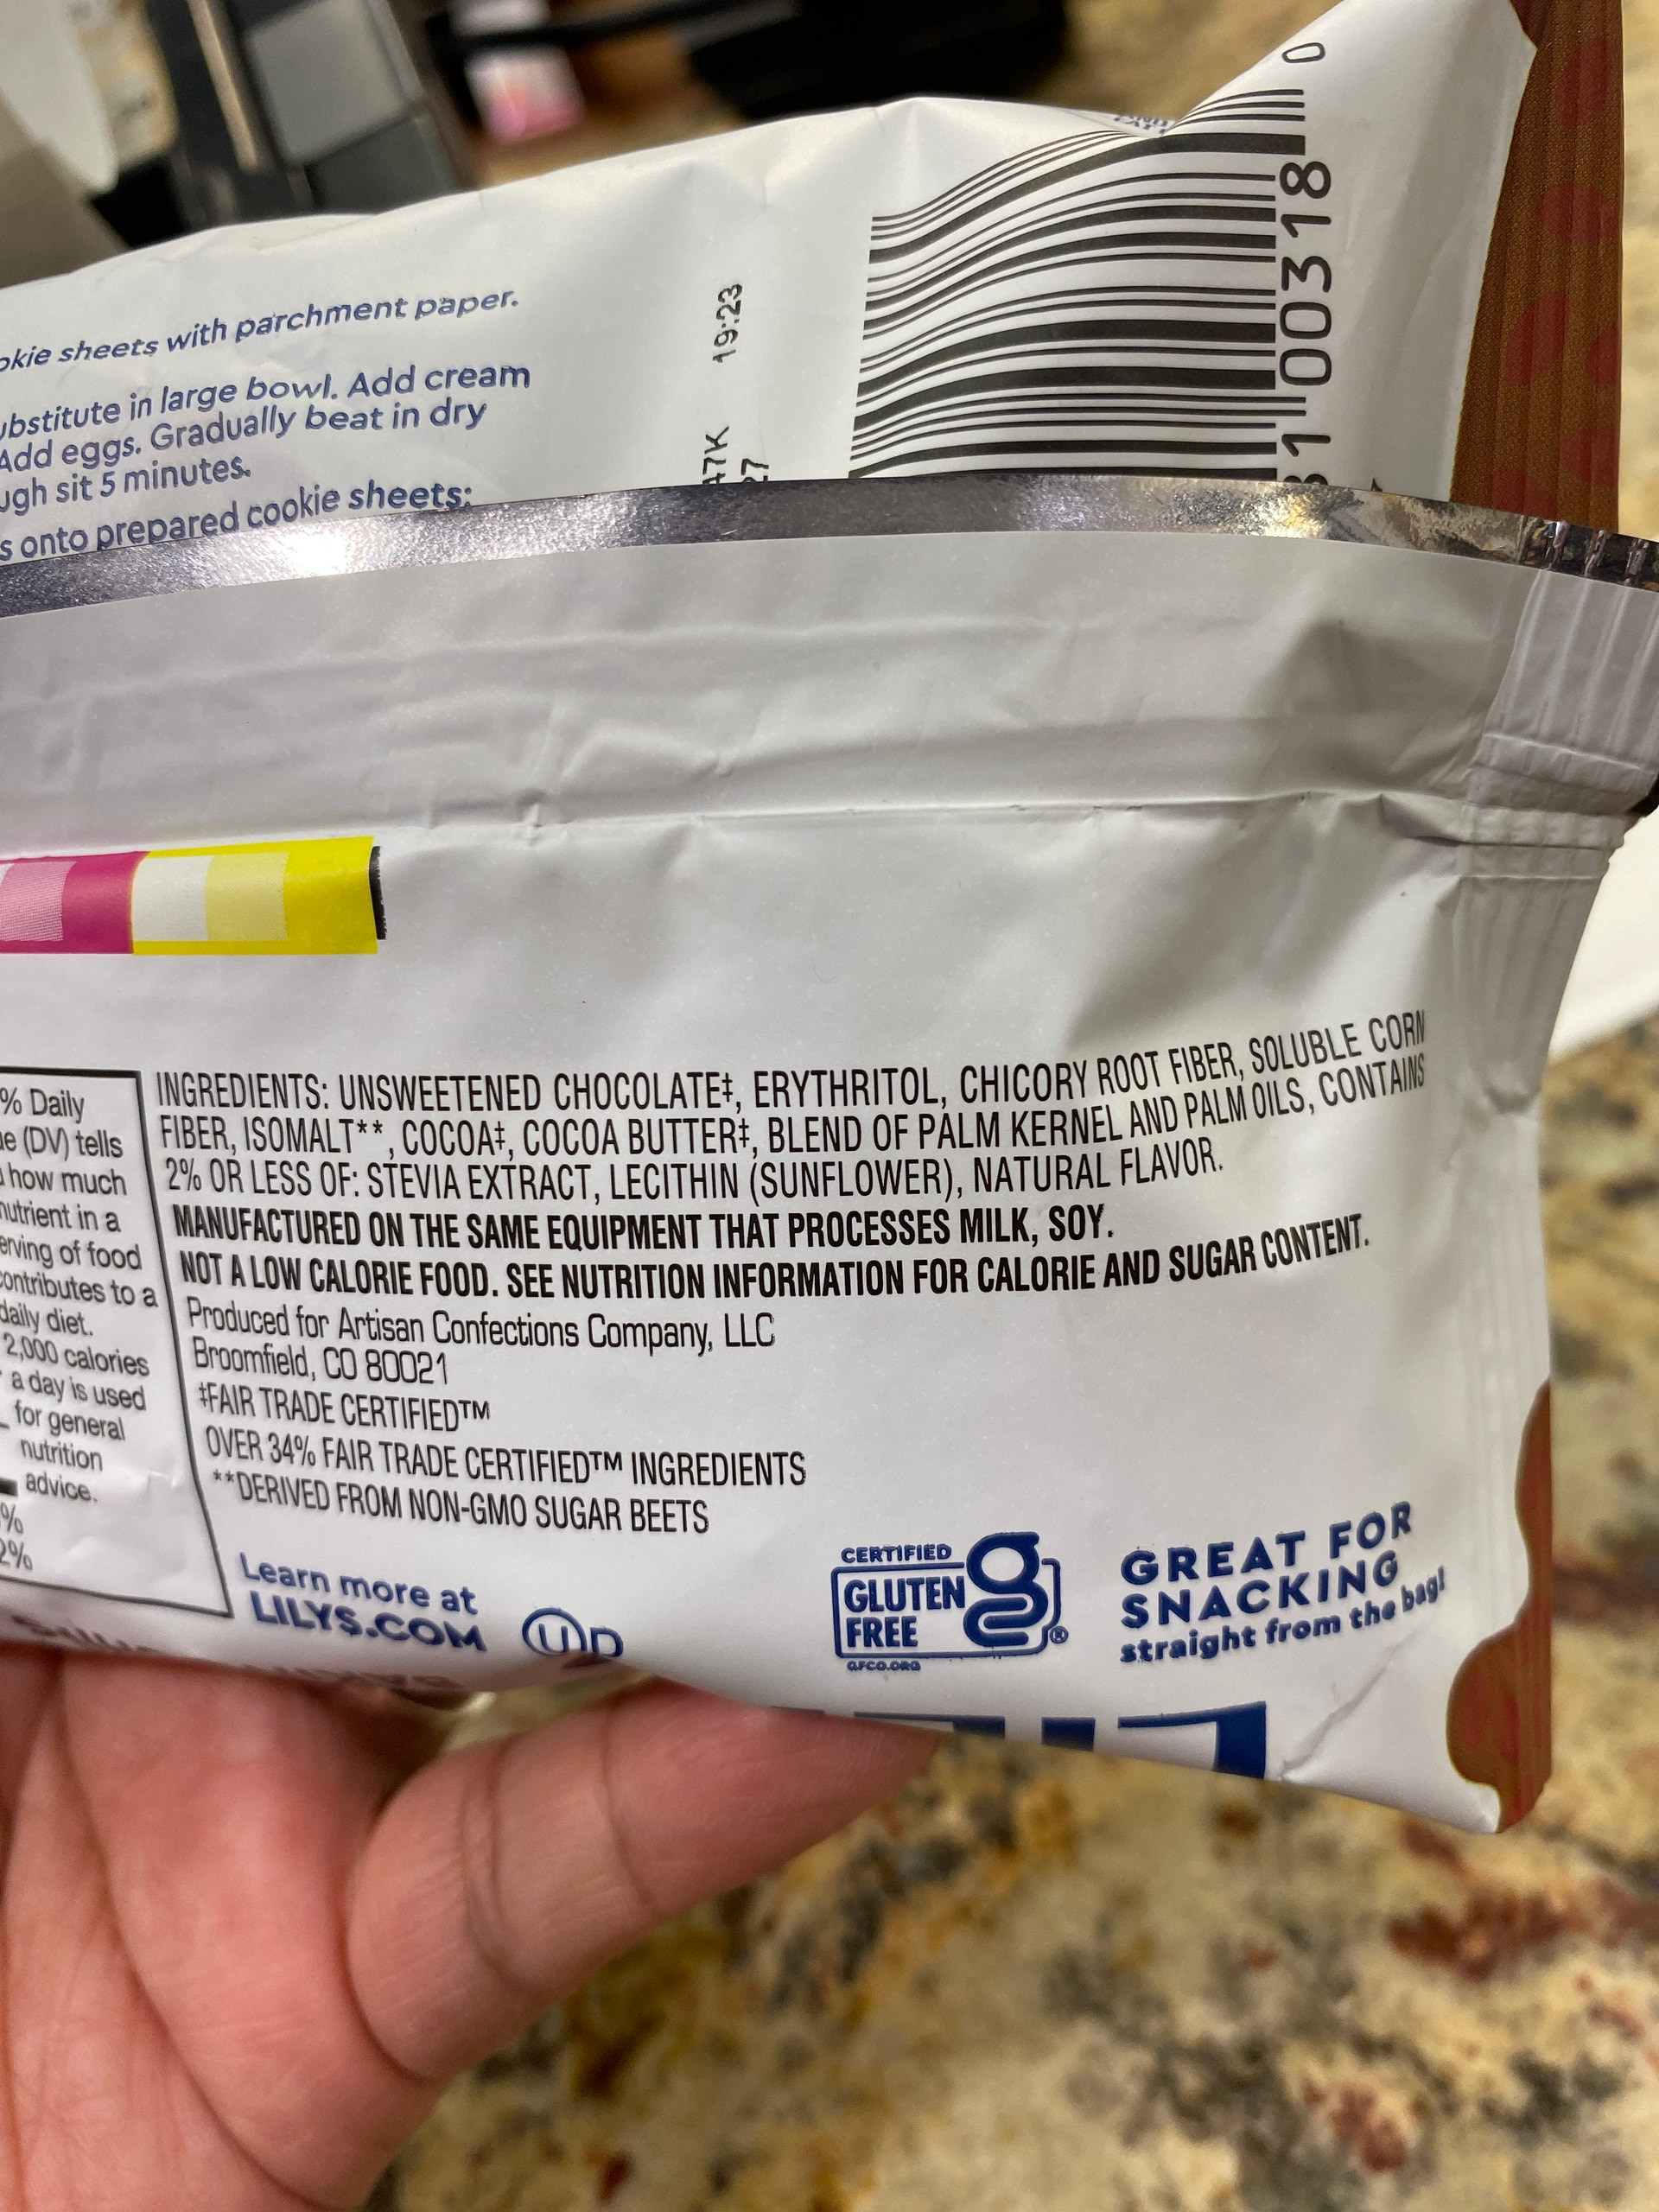 okie sheets with parchment paper.
ubstitute in large bowl. Add cream
Add eggs. Gradually beat in dry
ugh sit 5 minutes.
s onto prepared cookie sheets:
19:23
A7K
27
31 00318 0
% Daily
ue (DV) tells
how much
nutrient in a
erving of food
contributes to a
daily diet.
2,000 calories
a day is used
for general
nutrition
advice.
%
2%
INGREDIENTS: UNSWEETENED CHOCOLATE‡, ERYTHRITOL, CHICORY ROOT FIBER, SOLUBLE CORN
FIBER, ISOMALT**, COCOA‡, COCOA BUTTER‡, BLEND OF PALM KERNEL AND PALM OILS, CONTAINS
2% OR LESS OF: STEVIA EXTRACT, LECITHIN (SUNFLOWER), NATURAL FLAVOR.
MANUFACTURED ON THE SAME EQUIPMENT THAT PROCESSES MILK, SOY.
NOT A LOW CALORIE FOOD. SEE NUTRITION INFORMATION FOR CALORIE AND SUGAR CONTENT.
Produced for Artisan Confections Company, LLC
Broomfield, CO 80021
‡FAIR TRADE CERTIFIED™
OVER 34% FAIR TRADE CERTIFIED™ INGREDIENTS
**DERIVED FROM NON-GMO SUGAR BEETS
Learn more at
LILYS.COM
U D
CERTIFIED
GLUTEN
FREE
g
®
GFCO.ORG
GREAT FOR
SNACKING
straight from the bag!